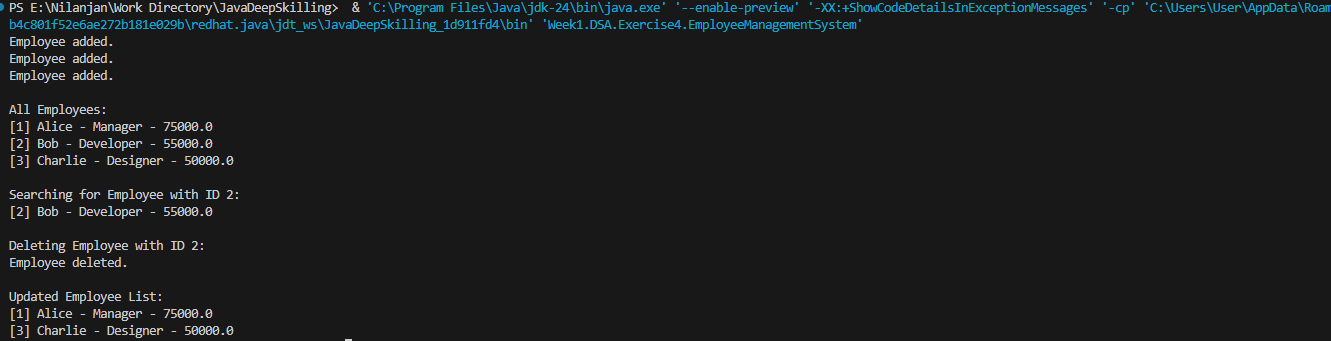 PS E:\Nilanjan\Work Directory\JavaDeepSkilling>  & 'C:\Program Files\Java\jdk-24\bin\java.exe' '--enable-preview' '-XX:+ShowCodeDetailsInExceptionMessages' '-cp' 'C:\Users\User\AppData\Roam
b4c801f52e6ae272b181e029b\redhat.java\jdt_ws\JavaDeepSkilling_1d911fd4\bin' 'Week1.DSA.Exercise4.EmployeeManagementSystem'
Employee added.
Employee added.
Employee added.

All Employees:
[1] Alice - Manager - 75000.0
[2] Bob - Developer - 55000.0
[3] Charlie - Designer - 50000.0

Searching for Employee with ID 2:
[2] Bob - Developer - 55000.0

Deleting Employee with ID 2:
Employee deleted.

Updated Employee List:
[1] Alice - Manager - 75000.0
[3] Charlie - Designer - 50000.0